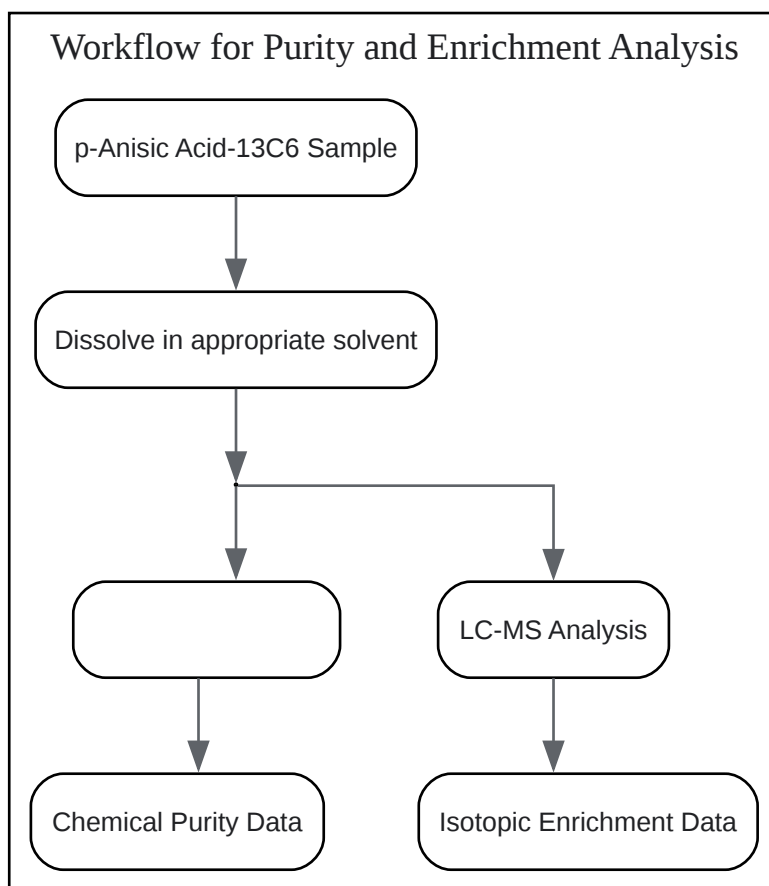 Workflow for Purity and Enrichment Analysis
p-Anisic Acid-13C6 Sample
Dissolve in appropriate solvent
LC-MS Analysis
Chemical Purity Data
Isotopic Enrichment Data